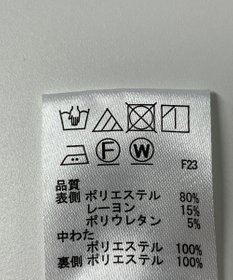 F W F23
品質
表側 ポリエステル 80%
レーヨン 15%
ポリウレタン 5%
中わた
ポリエステル 100%
裏側 ポリエステル 100%